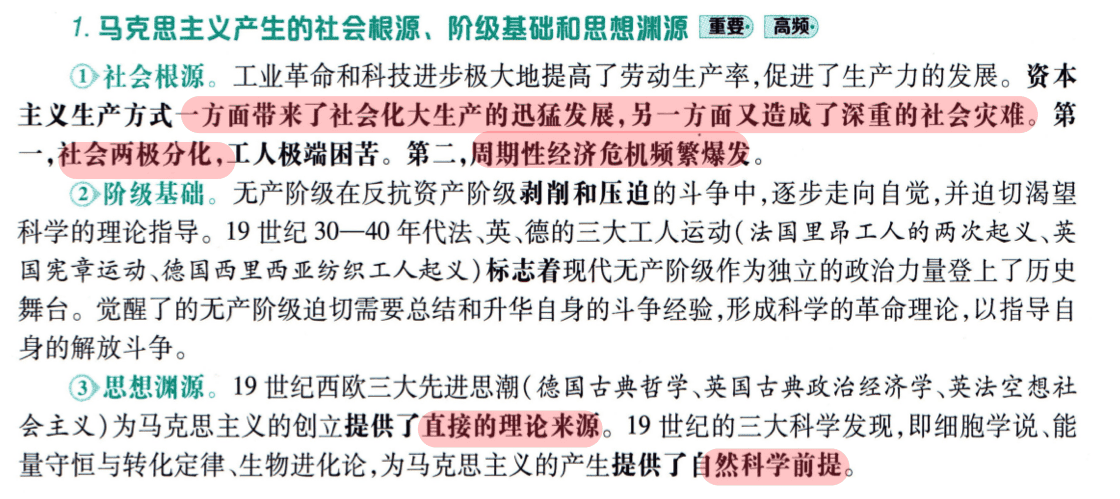 1. 马克思主义产生的社会根源、阶级基础和思想渊源 重要 高频
①社会根源。工业革命和科技进步极大地提高了劳动生产率,促进了生产力的发展。资本
主义生产方式一方面带来了社会化大生产的迅猛发展,另一方面又造成了深重的社会灾难。第
一,社会两极分化,工人极端困苦。第二,周期性经济危机频繁爆发。
②阶级基础。无产阶级在反抗资产阶级剥削和压迫的斗争中,逐步走向自觉,并迫切渴望
科学的理论指导。19 世纪 30—40 年代法、英、德的三大工人运动(法国里昂工人的两次起义、英
国宪章运动、德国西里西亚纺织工人起义)标志着现代无产阶级作为独立的政治力量登上了历史
舞台。觉醒了的无产阶级迫切需要总结和升华自身的斗争经验,形成科学的革命理论,以指导自
身的解放斗争。
③思想渊源。19 世纪西欧三大先进思潮(德国古典哲学、英国古典政治经济学、英法空想社
会主义)为马克思主义的创立提供了直接的理论来源。19 世纪的三大科学发现,即细胞学说、能
量守恒与转化定律、生物进化论,为马克思主义的产生提供了自然科学前提。